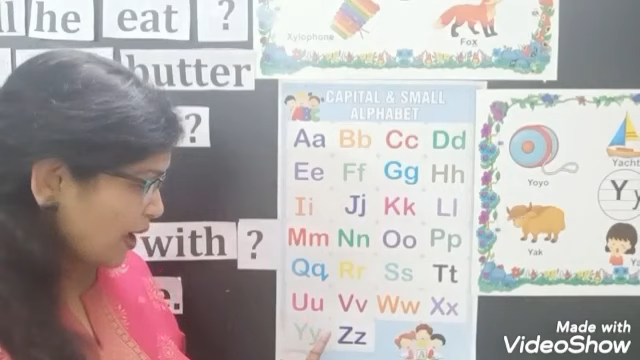 he eat ?
butter
?
with ?
Xylophone
Fox
CAPITAL & SMALL
ALPHABET
ABC
Aa Bb Cc Dd
Ee Ff Gg Hh
Ii Jj Kk Ll
Mm Nn Oo Pp
Qq Rr Ss Tt
Uu Vv Ww Xx
Yy Zz
Yoyo
Yacht
Yy
Yak
Made with
VideoShow